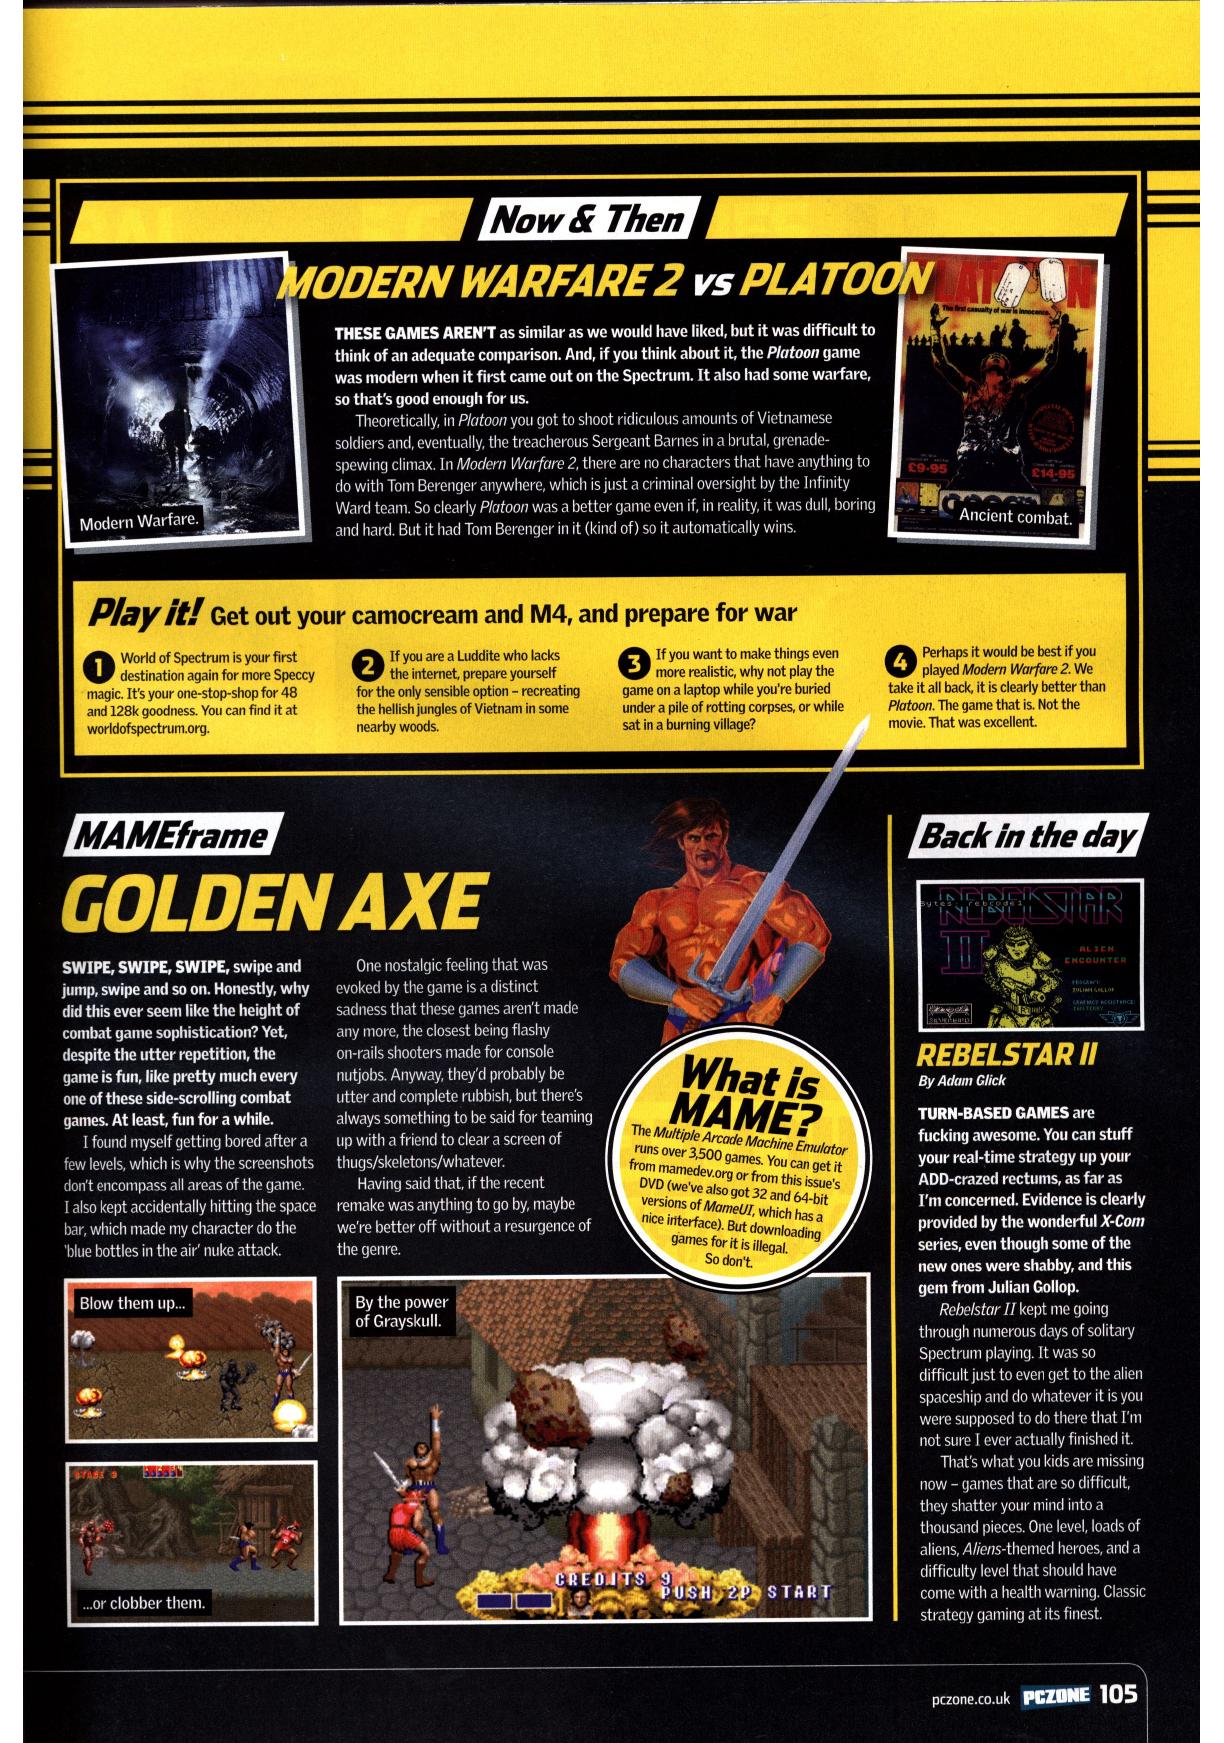 Now & Then
MODERN WARFARE 2 vs PLATOON
THESE GAMES AREN'T as similar as we would have liked, but it was difficult to
think of an adequate comparison. And, if you think about it, the Platoon game
was modern when it first came out on the Spectrum. It also had some warfare,
so that's good enough for us.
Theoretically, in Platoon you got to shoot ridiculous amounts of Vietnamese
soldiers and, eventually, the treacherous Sergeant Barnes in a brutal, grenade-
spewing climax. In Modern Warfare 2, there are no characters that have anything to
do with Tom Berenger anywhere, which is just a criminal oversight by the Infinity
Ward team. So clearly Platoon was a better game even if, in reality, it was dull, boring
and hard. But it had Tom Berenger in it (kind of) so it automatically wins.
Modern Warfare.
PLATOON
The first casualty of war is innocence.
£9·95
£14·95
Ancient combat.
Play it! Get out your camocream and M4, and prepare for war
1 World of Spectrum is your first
destination again for more Speccy
magic. It's your one-stop-shop for 48
and 128k goodness. You can find it at
worldofspectrum.org.
2 If you are a Luddite who lacks
the internet, prepare yourself
for the only sensible option – recreating
the hellish jungles of Vietnam in some
nearby woods.
3 If you want to make things even
more realistic, why not play the
game on a laptop while you're buried
under a pile of rotting corpses, or while
sat in a burning village?
4 Perhaps it would be best if you
played Modern Warfare 2. We
take it all back, it is clearly better than
Platoon. The game that is. Not the
movie. That was excellent.
MAMEframe
GOLDEN AXE
SWIPE, SWIPE, SWIPE, swipe and
jump, swipe and so on. Honestly, why
did this ever seem like the height of
combat game sophistication? Yet,
despite the utter repetition, the
game is fun, like pretty much every
one of these side-scrolling combat
games. At least, fun for a while.
I found myself getting bored after a
few levels, which is why the screenshots
don't encompass all areas of the game.
I also kept accidentally hitting the space
bar, which made my character do the
'blue bottles in the air' nuke attack.
One nostalgic feeling that was
evoked by the game is a distinct
sadness that these games aren't made
any more, the closest being flashy
on-rails shooters made for console
nutjobs. Anyway, they'd probably be
utter and complete rubbish, but there's
always something to be said for teaming
up with a friend to clear a screen of
thugs/skeletons/whatever.
Having said that, if the recent
remake was anything to go by, maybe
we're better off without a resurgence of
the genre.
What is
MAME?
The Multiple Arcade Machine Emulator
runs over 3,500 games. You can get it
from mamedev.org or from this issue's
DVD (we've also got 32 and 64-bit
versions of MameUI, which has a
nice interface). But downloading
games for it is illegal.
So don't.
Blow them up...
STAGE 3
...or clobber them.
By the power
of Grayskull.
CREDITS 9
PUSH 2P START
Back in the day
Bytes: retcode1
REBELSTAR
II
ALIEN
ENCOUNTER
PROGRAM:
JULIAN GOLLOP
GRAPHICS ASSISTANCE:
REBELSTAR II
By Adam Glick
TURN-BASED GAMES are
fucking awesome. You can stuff
your real-time strategy up your
ADD-crazed rectums, as far as
I'm concerned. Evidence is clearly
provided by the wonderful X-Com
series, even though some of the
new ones were shabby, and this
gem from Julian Gollop.
Rebelstar II kept me going
through numerous days of solitary
Spectrum playing. It was so
difficult just to even get to the alien
spaceship and do whatever it is you
were supposed to do there that I'm
not sure I ever actually finished it.
That's what you kids are missing
now – games that are so difficult,
they shatter your mind into a
thousand pieces. One level, loads of
aliens, Aliens-themed heroes, and a
difficulty level that should have
come with a health warning. Classic
strategy gaming at its finest.
pczone.co.uk PCZONE 105